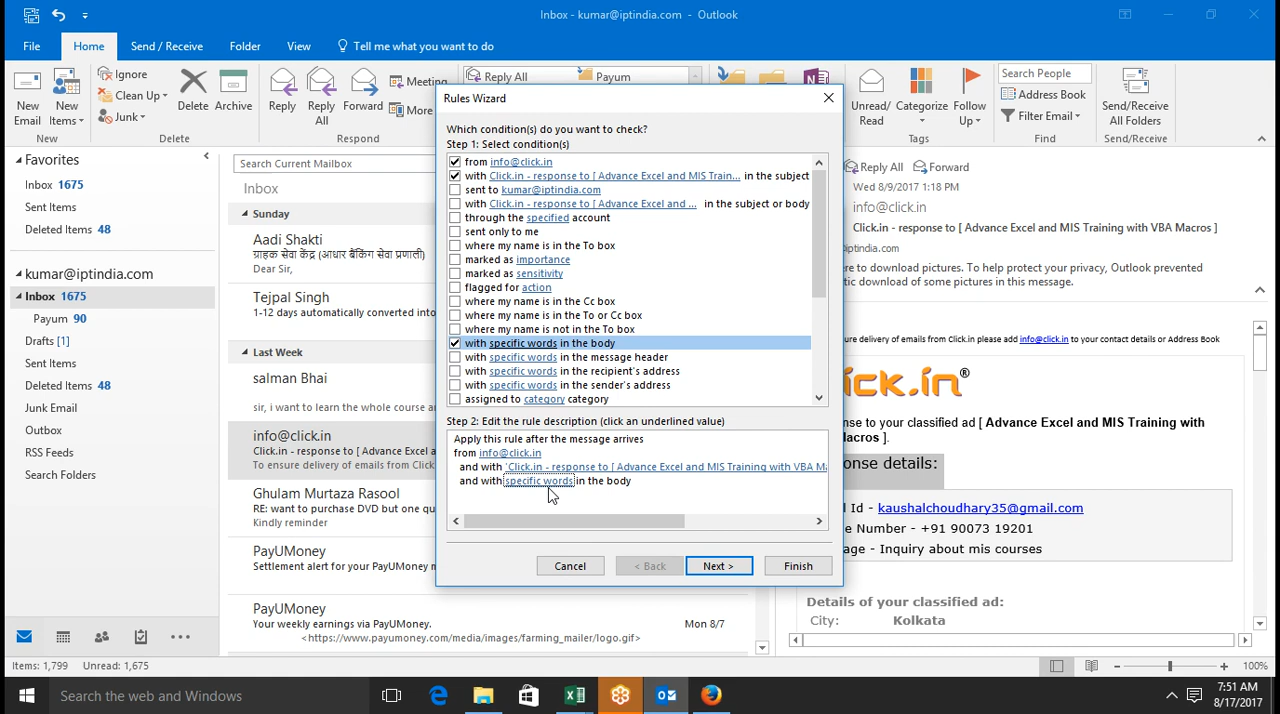 Inbox - kumar@iptindia.com - Outlook
File Home Send / Receive Folder View Tell me what you want to do
New Email
New Items
Ignore
Clean Up
Junk
Delete
Archive
Reply
Reply All
Forward
Meeting
More
Reply All
Payum
Unread/ Read
Categorize
Follow Up
Search People
Address Book
Filter Email
Send/Receive All Folders
New Delete Respond Tags Find Send/Receive
Favorites
Inbox 1675
Sent Items
Deleted Items 48
kumar@iptindia.com
Inbox 1675
Payum 90
Drafts [1]
Sent Items
Deleted Items 48
Junk Email
Outbox
RSS Feeds
Search Folders
Search Current Mailbox
Inbox
Sunday
Aadi Shakti
ग्राहक सेवा केंद्र (आधार बैंकिंग सेवा प्रणाली)
Dear Sir,
Tejpal Singh
1-12 days automatically converted into
Last Week
salman Bhai
sir, i want to learn the whole course a
info@click.in
Click.in - response to [ Advance Excel a
To ensure delivery of emails from Click
Ghulam Murtaza Rasool
RE: want to purchase DVD but one qu
Kindly reminder
PayUMoney
Settlement alert for your PayUMoney m
PayUMoney
Your weekly earnings via PayUMoney. Mon 8/7
<https://www.payumoney.com/media/images/farming_mailer/logo.gif>
Rules Wizard
Which condition(s) do you want to check?
Step 1: Select condition(s)
from info@click.in
with Click.in - response to [ Advance Excel and MIS Train... in the subject
sent to kumar@iptindia.com
with Click.in - response to [ Advance Excel and ... in the subject or body
through the specified account
sent only to me
where my name is in the To box
marked as importance
marked as sensitivity
flagged for action
where my name is in the Cc box
where my name is in the To or Cc box
where my name is not in the To box
with specific words in the body
with specific words in the message header
with specific words in the recipient's address
with specific words in the sender's address
assigned to category category
Step 2: Edit the rule description (click an underlined value)
Apply this rule after the message arrives
from info@click.in
and with 'Click.in - response to [ Advance Excel and MIS Training with VBA Ma
and with specific words in the body
Cancel < Back Next > Finish
Reply All Forward
Wed 8/9/2017 1:18 PM
info@click.in
Click.in - response to [ Advance Excel and MIS Training with VBA Macros ]
iptindia.com
ere to download pictures. To help protect your privacy, Outlook prevented
tic download of some pictures in this message.
ure delivery of emails from Click.in please add info@click.in to your contact details or Address Book
ick.in®
nse to your classified ad [ Advance Excel and MIS Training with
acros ].
onse details:
l Id - kaushalchoudhary35@gmail.com
e Number - +91 90073 19201
age - Inquiry about mis courses
Details of your classified ad:
City: Kolkata
Items: 1,799 Unread: 1,675
100%
Search the web and Windows
7:51 AM
8/17/2017